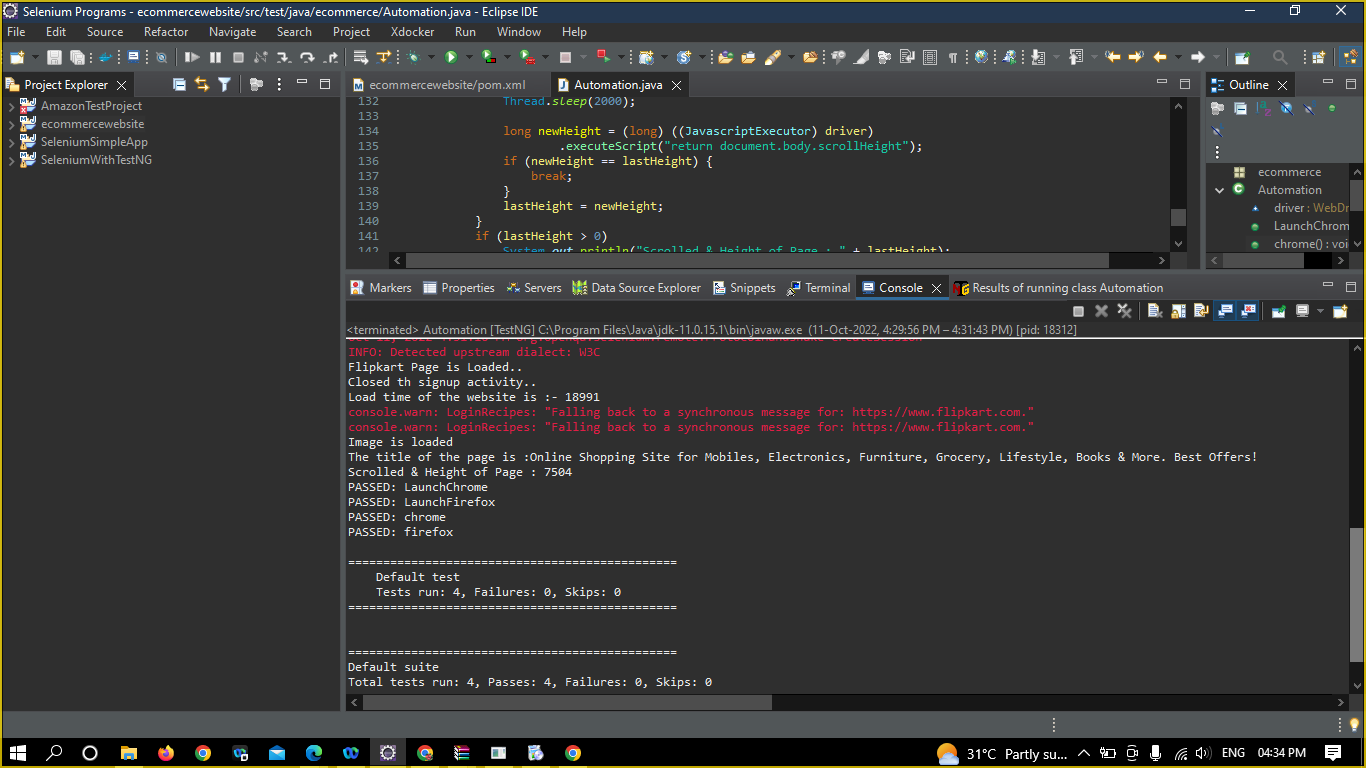 Selenium Programs - ecommercewebsite/src/test/java/ecommerce/Automation.java - Eclipse IDE
File Edit Source Refactor Navigate Search Project Xdocker Run Window Help
Project Explorer
AmazonTestProject
ecommercewebsite
SeleniumSimpleApp
SeleniumWithTestNG
ecommercewebsite/pom.xml Automation.java
132 Thread.sleep(2000);
133
134 long newHeight = (long) ((JavascriptExecutor) driver)
135 .executeScript("return document.body.scrollHeight");
136 if (newHeight == lastHeight) {
137 break;
138 }
139 lastHeight = newHeight;
140 }
141 if (lastHeight > 0)
142 System.out.println("Scrolled & Height of Page : " + lastHeight);
Outline
ecommerce
Automation
driver : WebDr
LaunchChrom
chrome() : voi
Markers Properties Servers Data Source Explorer Snippets Terminal Console Results of running class Automation
<terminated> Automation [TestNG] C:\Program Files\Java\jdk-11.0.15.1\bin\javaw.exe (11-Oct-2022, 4:29:56 PM – 4:31:43 PM) [pid: 18312]
INFO: Detected upstream dialect: W3C
Flipkart Page is Loaded..
Closed th signup activity..
Load time of the website is :- 18991
console.warn: LoginRecipes: "Falling back to a synchronous message for: https://www.flipkart.com."
console.warn: LoginRecipes: "Falling back to a synchronous message for: https://www.flipkart.com."
Image is loaded
The title of the page is :Online Shopping Site for Mobiles, Electronics, Furniture, Grocery, Lifestyle, Books & More. Best Offers!
Scrolled & Height of Page : 7504
PASSED: LaunchChrome
PASSED: LaunchFirefox
PASSED: chrome
PASSED: firefox
===============================================
Default test
Tests run: 4, Failures: 0, Skips: 0
===============================================
===============================================
Default suite
Total tests run: 4, Passes: 4, Failures: 0, Skips: 0
31°C Partly su... ENG 04:34 PM